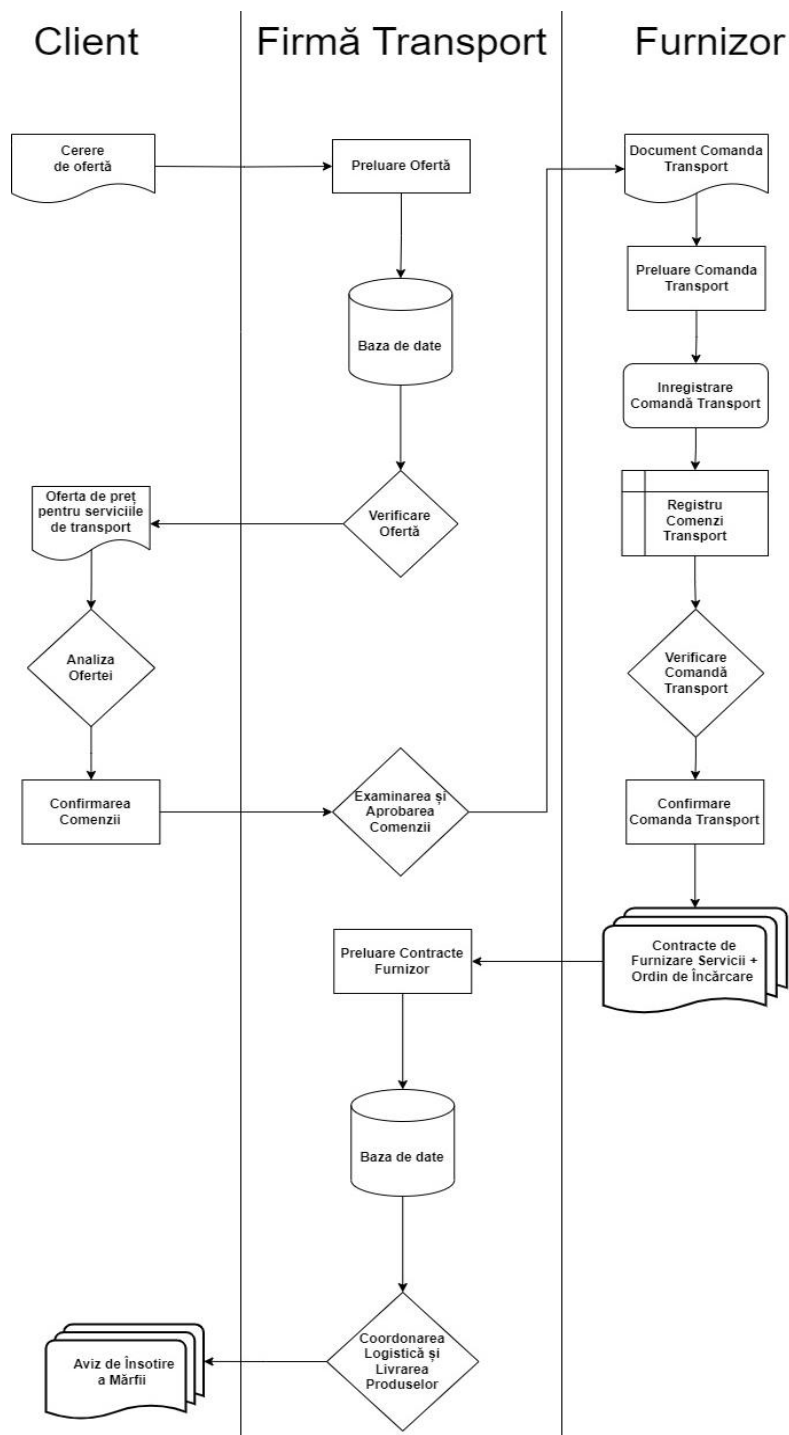 Client
Firmă Transport
Furnizor
Cerere
de ofertă
Preluare Ofertă
Document Comanda
Transport
Preluare Comanda
Transport
Baza de date
Inregistrare
Comandă Transport
Oferta de preț
pentru serviciile
de transport
Verificare
Ofertă
Registru
Comenzi
Transport
Analiza
Ofertei
Verificare
Comandă
Transport
Confirmarea
Comenzii
Examinarea și
Aprobarea
Comenzii
Confirmare
Comanda Transport
Preluare Contracte
Furnizor
Contracte de
Furnizare Servicii +
Ordin de Încărcare
Baza de date
Coordonarea
Logistică și
Livrarea
Produselor
Aviz de Însotire
a Mărfii